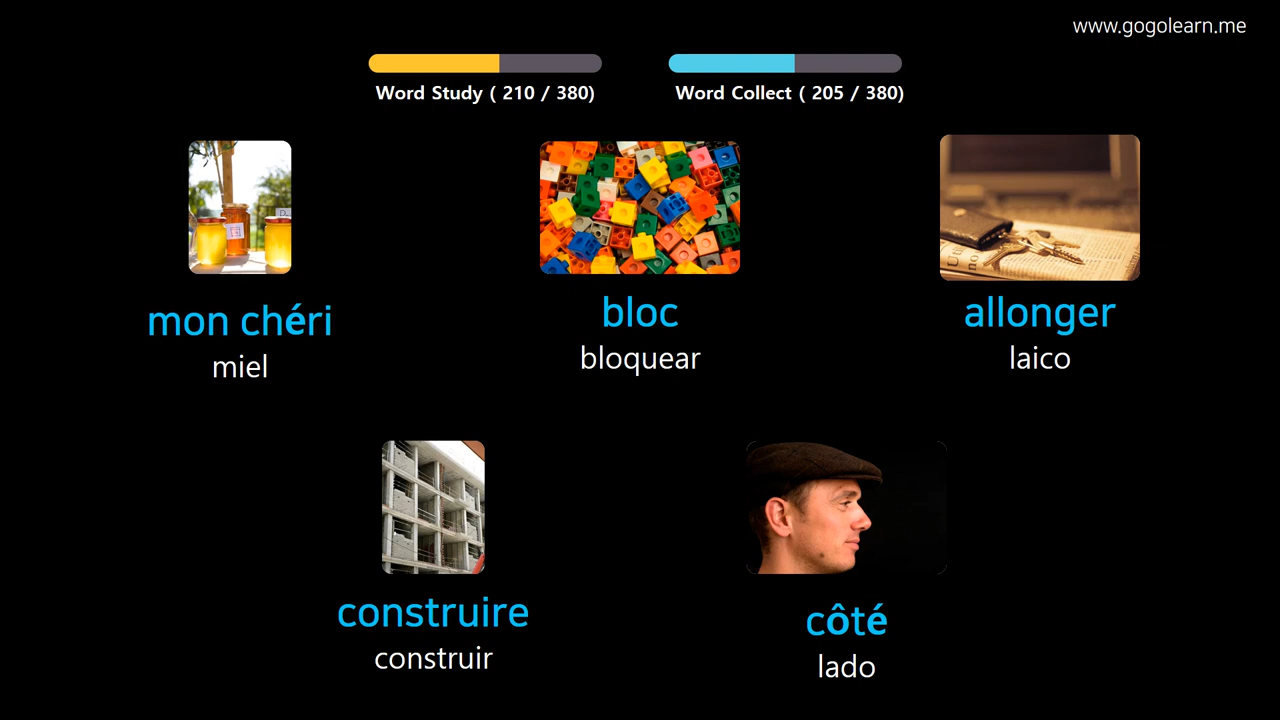 www.gogolearn.me
Word Study ( 210 / 380)
Word Collect ( 205 / 380)
mon chéri
miel
bloc
bloquear
allonger
laico
construire
construir
côté
lado